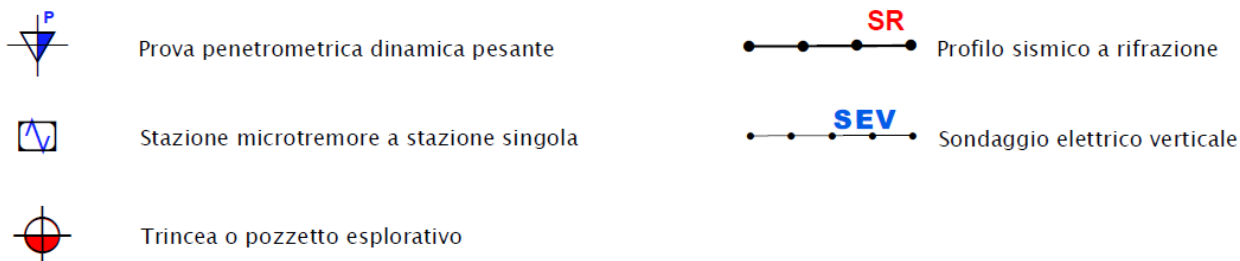 P
Prova penetrometrica dinamica pesante
Stazione microtremore a stazione singola
Trincea o pozzetto esplorativo
SR
Profilo sismico a rifrazione
SEV
Sondaggio elettrico verticale